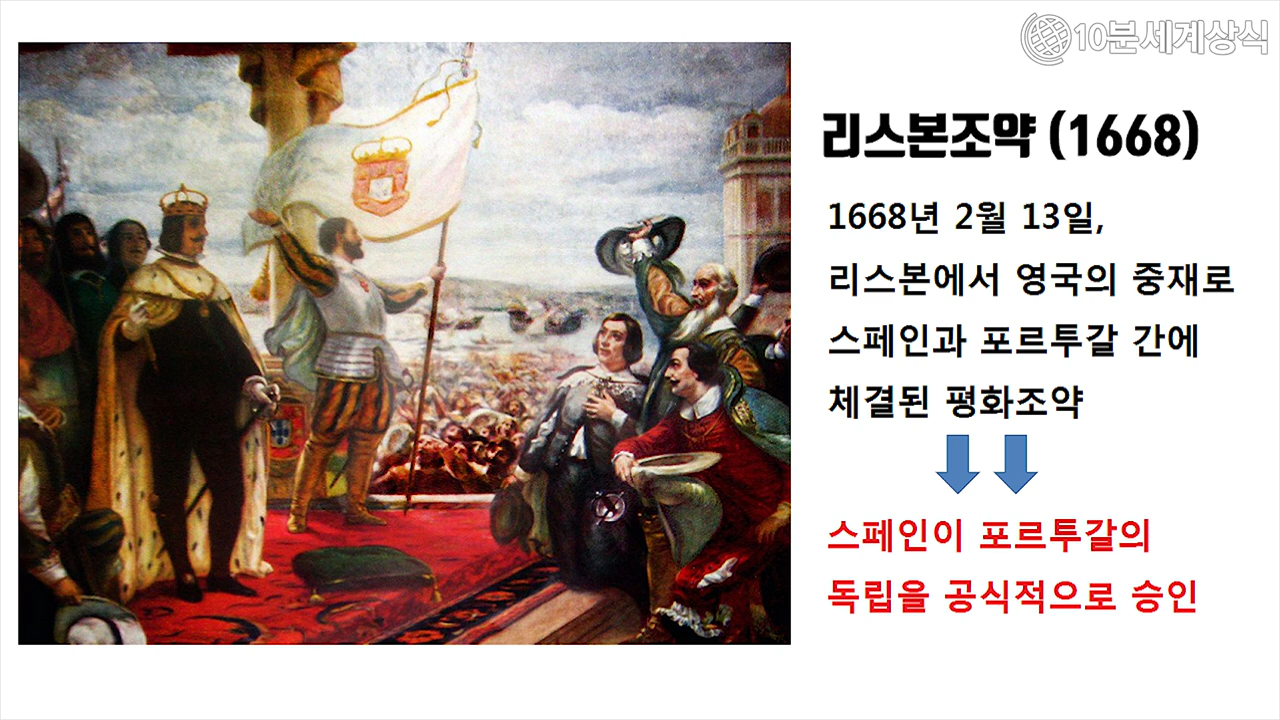 10분세계상식
리스본조약 (1668)
1668년 2월 13일,
리스본에서 영국의 중재로
스페인과 포르투갈 간에
체결된 평화조약
스페인이 포르투갈의
독립을 공식적으로 승인